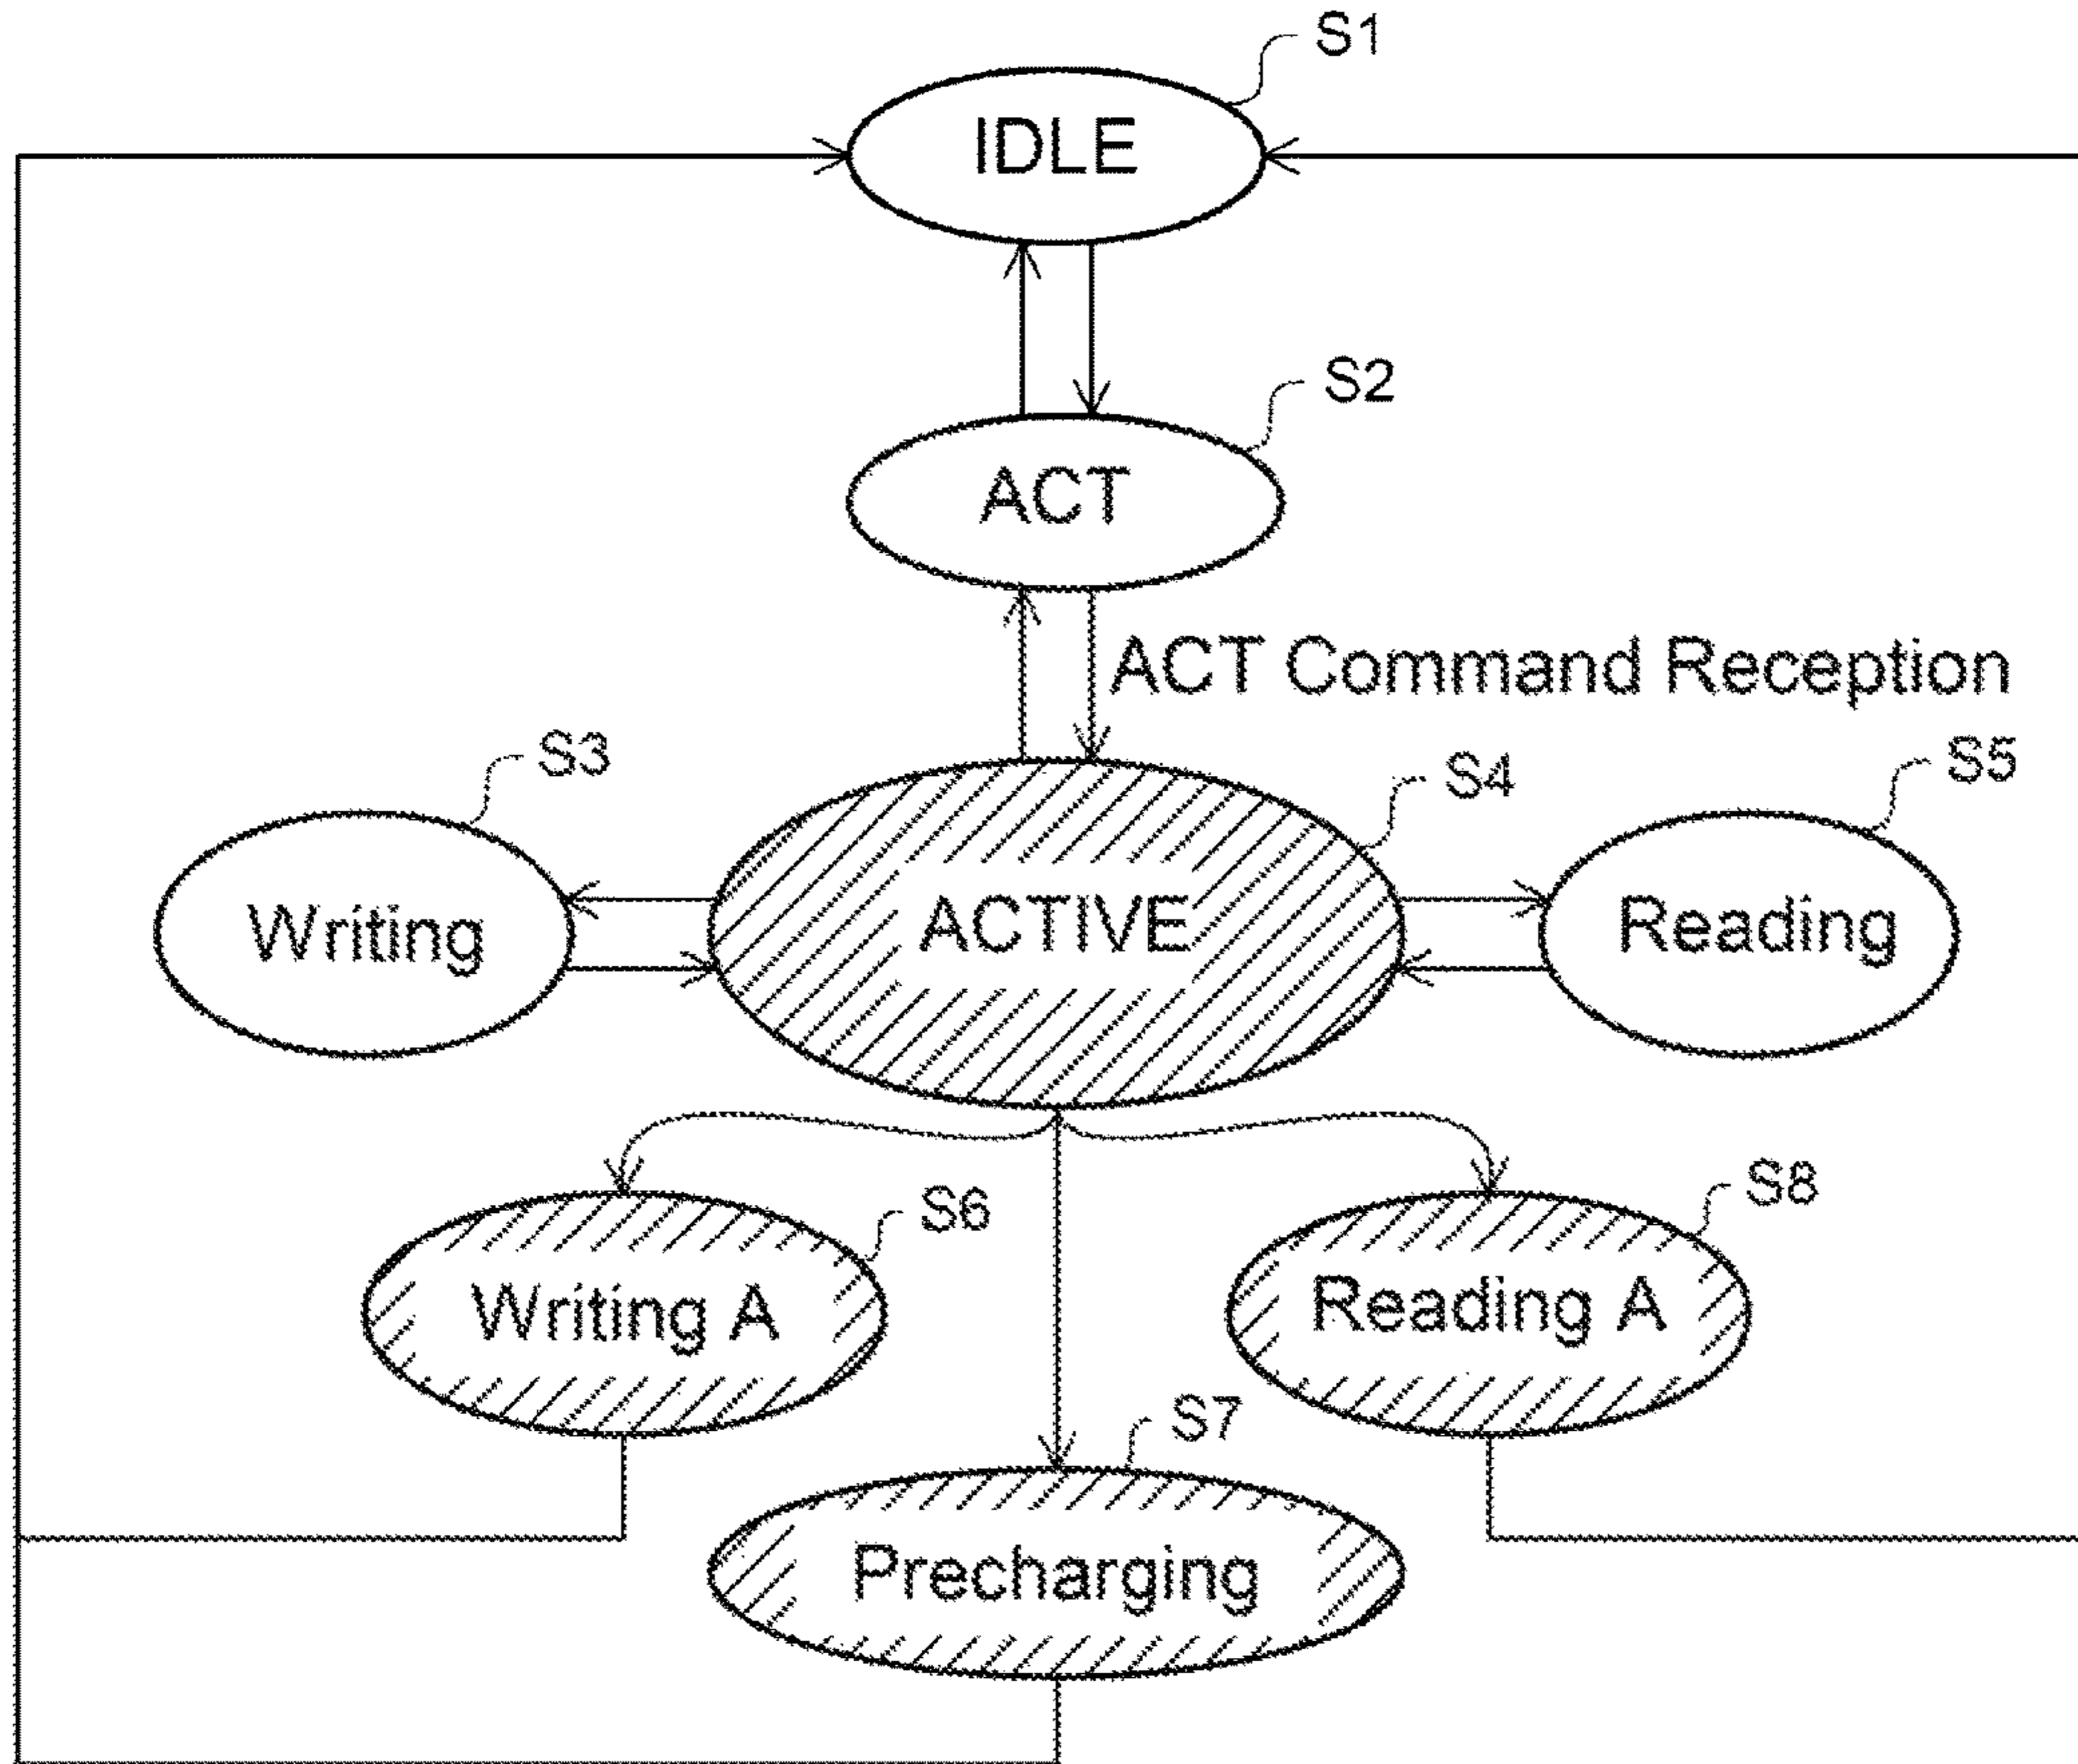 S1
IDLE
S2
ACT
ACT Command Reception
S3
S4
S5
Writing
ACTIVE
Reading
S6
S8
Writing A
Reading A
S7
Precharging